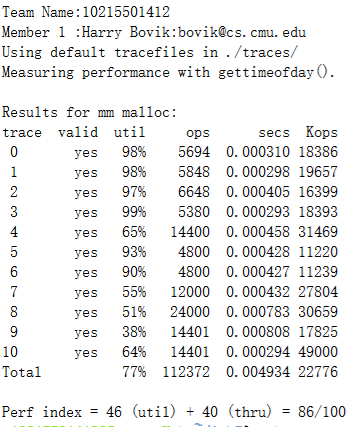 Team Name:10215501412
Member 1 :Harry Bovik:bovik@cs.cmu.edu
Using default tracefiles in ./traces/
Measuring performance with gettimeofday().

Results for mm malloc:
trace  valid  util     ops      secs  Kops
 0       yes   98%    5694  0.000310 18386
 1       yes   98%    5848  0.000298 19657
 2       yes   97%    6648  0.000405 16399
 3       yes   99%    5380  0.000293 18393
 4       yes   65%   14400  0.000458 31469
 5       yes   93%    4800  0.000428 11220
 6       yes   90%    4800  0.000427 11239
 7       yes   55%   12000  0.000432 27804
 8       yes   51%   24000  0.000783 30659
 9       yes   38%   14401  0.000808 17825
10       yes   64%   14401  0.000294 49000
Total          77%  112372  0.004934 22776

Perf index = 46 (util) + 40 (thru) = 86/100